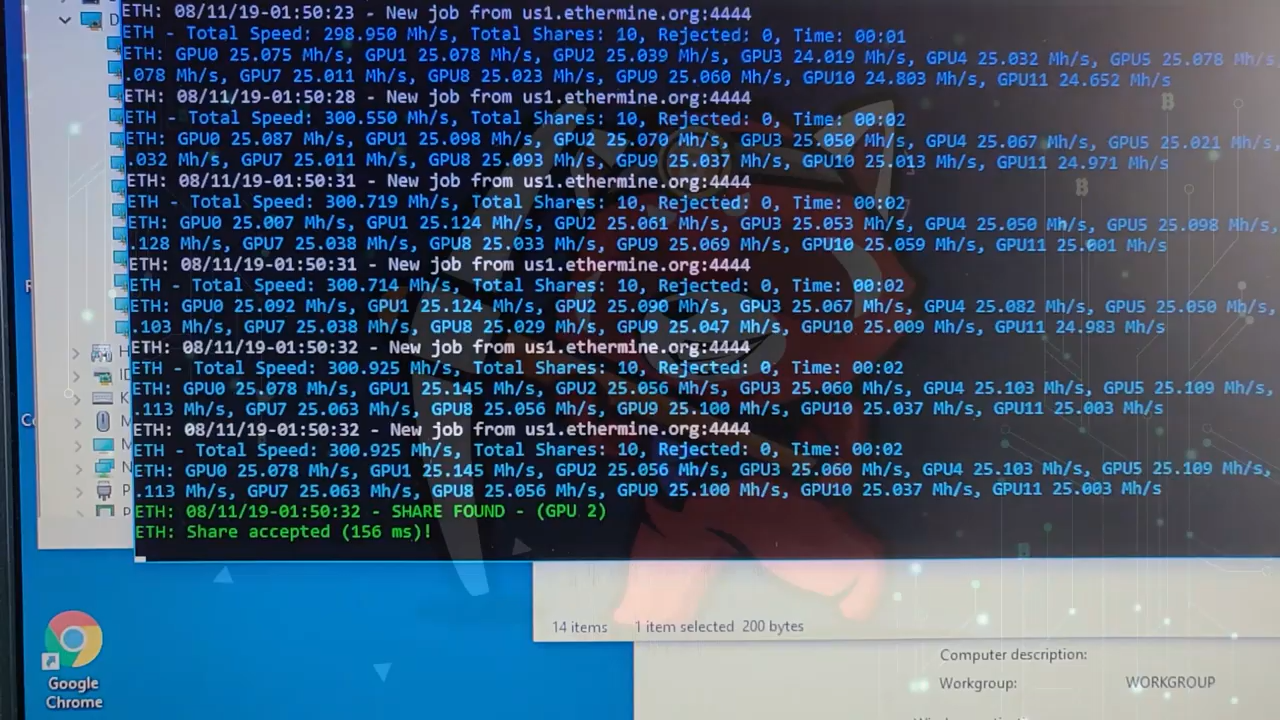 ETH: 08/11/19-01:50:23 - New job from us1.ethermine.org:4444
ETH - Total Speed: 298.950 Mh/s, Total Shares: 10, Rejected: 0, Time: 00:01
ETH: GPU0 25.075 Mh/s, GPU1 25.078 Mh/s, GPU2 25.039 Mh/s, GPU3 24.019 Mh/s, GPU4 25.032 Mh/s, GPU5 25.078 Mh/s,
.078 Mh/s, GPU7 25.011 Mh/s, GPU8 25.023 Mh/s, GPU9 25.060 Mh/s, GPU10 24.803 Mh/s, GPU11 24.652 Mh/s
ETH: 08/11/19-01:50:28 - New job from us1.ethermine.org:4444
ETH - Total Speed: 300.550 Mh/s, Total Shares: 10, Rejected: 0, Time: 00:02
ETH: GPU0 25.087 Mh/s, GPU1 25.098 Mh/s, GPU2 25.070 Mh/s, GPU3 25.050 Mh/s, GPU4 25.067 Mh/s, GPU5 25.021 Mh/s,
.032 Mh/s, GPU7 25.011 Mh/s, GPU8 25.093 Mh/s, GPU9 25.037 Mh/s, GPU10 25.013 Mh/s, GPU11 24.971 Mh/s
ETH: 08/11/19-01:50:31 - New job from us1.ethermine.org:4444
ETH - Total Speed: 300.719 Mh/s, Total Shares: 10, Rejected: 0, Time: 00:02
ETH: GPU0 25.007 Mh/s, GPU1 25.124 Mh/s, GPU2 25.061 Mh/s, GPU3 25.053 Mh/s, GPU4 25.050 Mh/s, GPU5 25.098 Mh/s,
.128 Mh/s, GPU7 25.038 Mh/s, GPU8 25.033 Mh/s, GPU9 25.069 Mh/s, GPU10 25.059 Mh/s, GPU11 25.001 Mh/s
ETH: 08/11/19-01:50:31 - New job from us1.ethermine.org:4444
ETH - Total Speed: 300.714 Mh/s, Total Shares: 10, Rejected: 0, Time: 00:02
ETH: GPU0 25.092 Mh/s, GPU1 25.124 Mh/s, GPU2 25.090 Mh/s, GPU3 25.067 Mh/s, GPU4 25.082 Mh/s, GPU5 25.050 Mh/s,
.103 Mh/s, GPU7 25.038 Mh/s, GPU8 25.029 Mh/s, GPU9 25.047 Mh/s, GPU10 25.009 Mh/s, GPU11 24.983 Mh/s
ETH: 08/11/19-01:50:32 - New job from us1.ethermine.org:4444
ETH - Total Speed: 300.925 Mh/s, Total Shares: 10, Rejected: 0, Time: 00:02
ETH: GPU0 25.078 Mh/s, GPU1 25.145 Mh/s, GPU2 25.056 Mh/s, GPU3 25.060 Mh/s, GPU4 25.103 Mh/s, GPU5 25.109 Mh/s,
.113 Mh/s, GPU7 25.063 Mh/s, GPU8 25.056 Mh/s, GPU9 25.100 Mh/s, GPU10 25.037 Mh/s, GPU11 25.003 Mh/s
ETH: 08/11/19-01:50:32 - New job from us1.ethermine.org:4444
ETH - Total Speed: 300.925 Mh/s, Total Shares: 10, Rejected: 0, Time: 00:02
ETH: GPU0 25.078 Mh/s, GPU1 25.145 Mh/s, GPU2 25.056 Mh/s, GPU3 25.060 Mh/s, GPU4 25.103 Mh/s, GPU5 25.109 Mh/s,
.113 Mh/s, GPU7 25.063 Mh/s, GPU8 25.056 Mh/s, GPU9 25.100 Mh/s, GPU10 25.037 Mh/s, GPU11 25.003 Mh/s
ETH: 08/11/19-01:50:32 - SHARE FOUND - (GPU 2)
ETH: Share accepted (156 ms)!
14 items 1 item selected 200 bytes
Computer description:
Workgroup: WORKGROUP
Google
Chrome